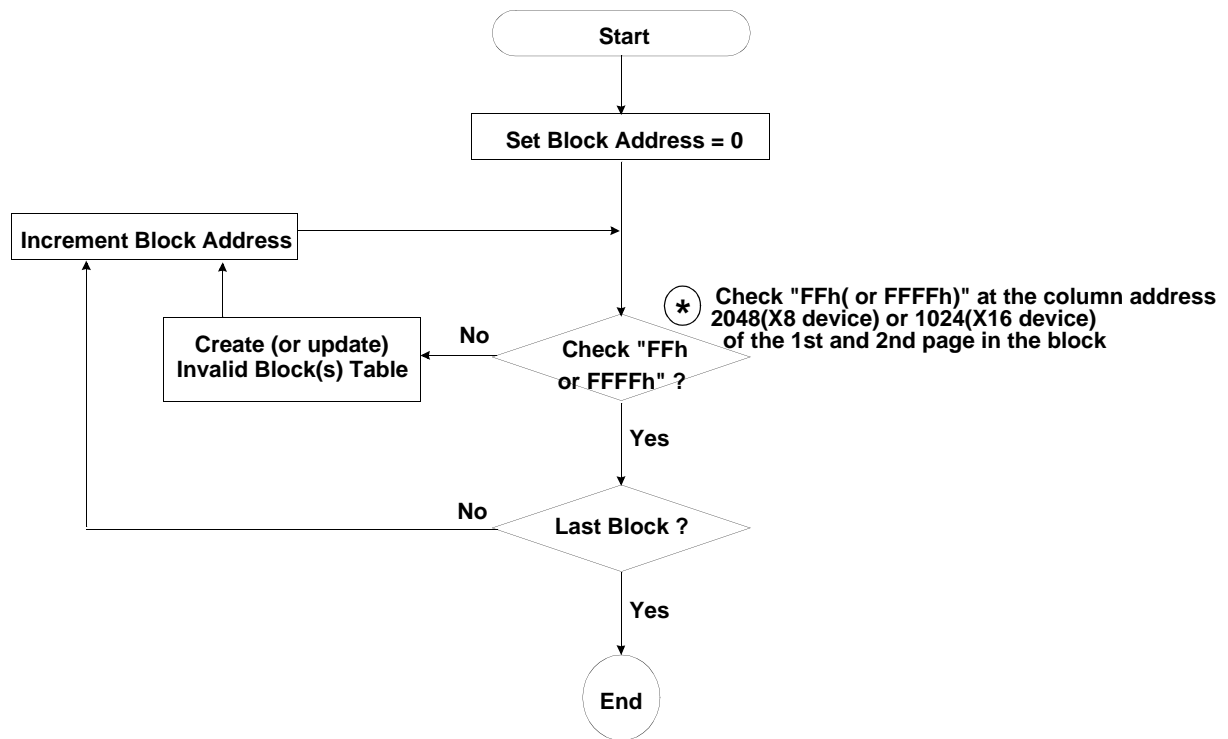 Start
Set Block Address = 0
Increment Block Address
* Check "FFh( or FFFFh)" at the column address
2048(X8 device) or 1024(X16 device)
of the 1st and 2nd page in the block
No
Create (or update)
Invalid Block(s) Table
Check "FFh
or FFFFh" ?
Yes
No
Last Block ?
Yes
End